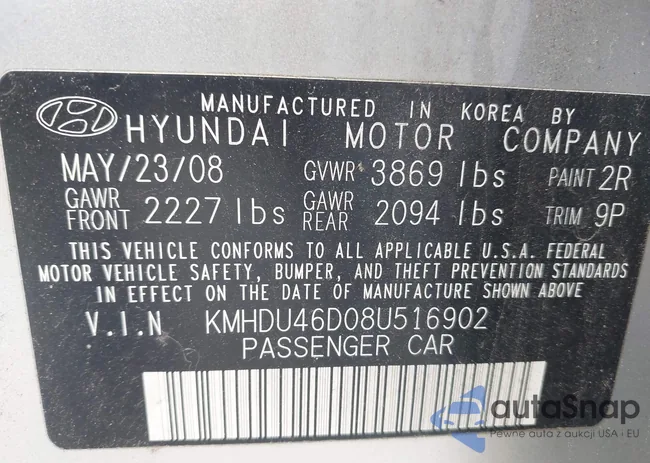 MANUFACTURED IN KOREA BY
HYUNDAI MOTOR COMPANY
MAY/23/08 GVWR 3869 lbs PAINT 2R
GAWR FRONT 2227 lbs GAWR REAR 2094 lbs TRIM 9P
THIS VEHICLE CONFORMS TO ALL APPLICABLE U.S.A. FEDERAL
MOTOR VEHICLE SAFETY, BUMPER, AND THEFT PREVENTION STANDARDS
IN EFFECT ON THE DATE OF MANUFACTURE SHOWN ABOVE
V.I.N KMHDU46D08U516902
PASSENGER CAR
autaSnap
Pewne auta z aukcji USA - EU